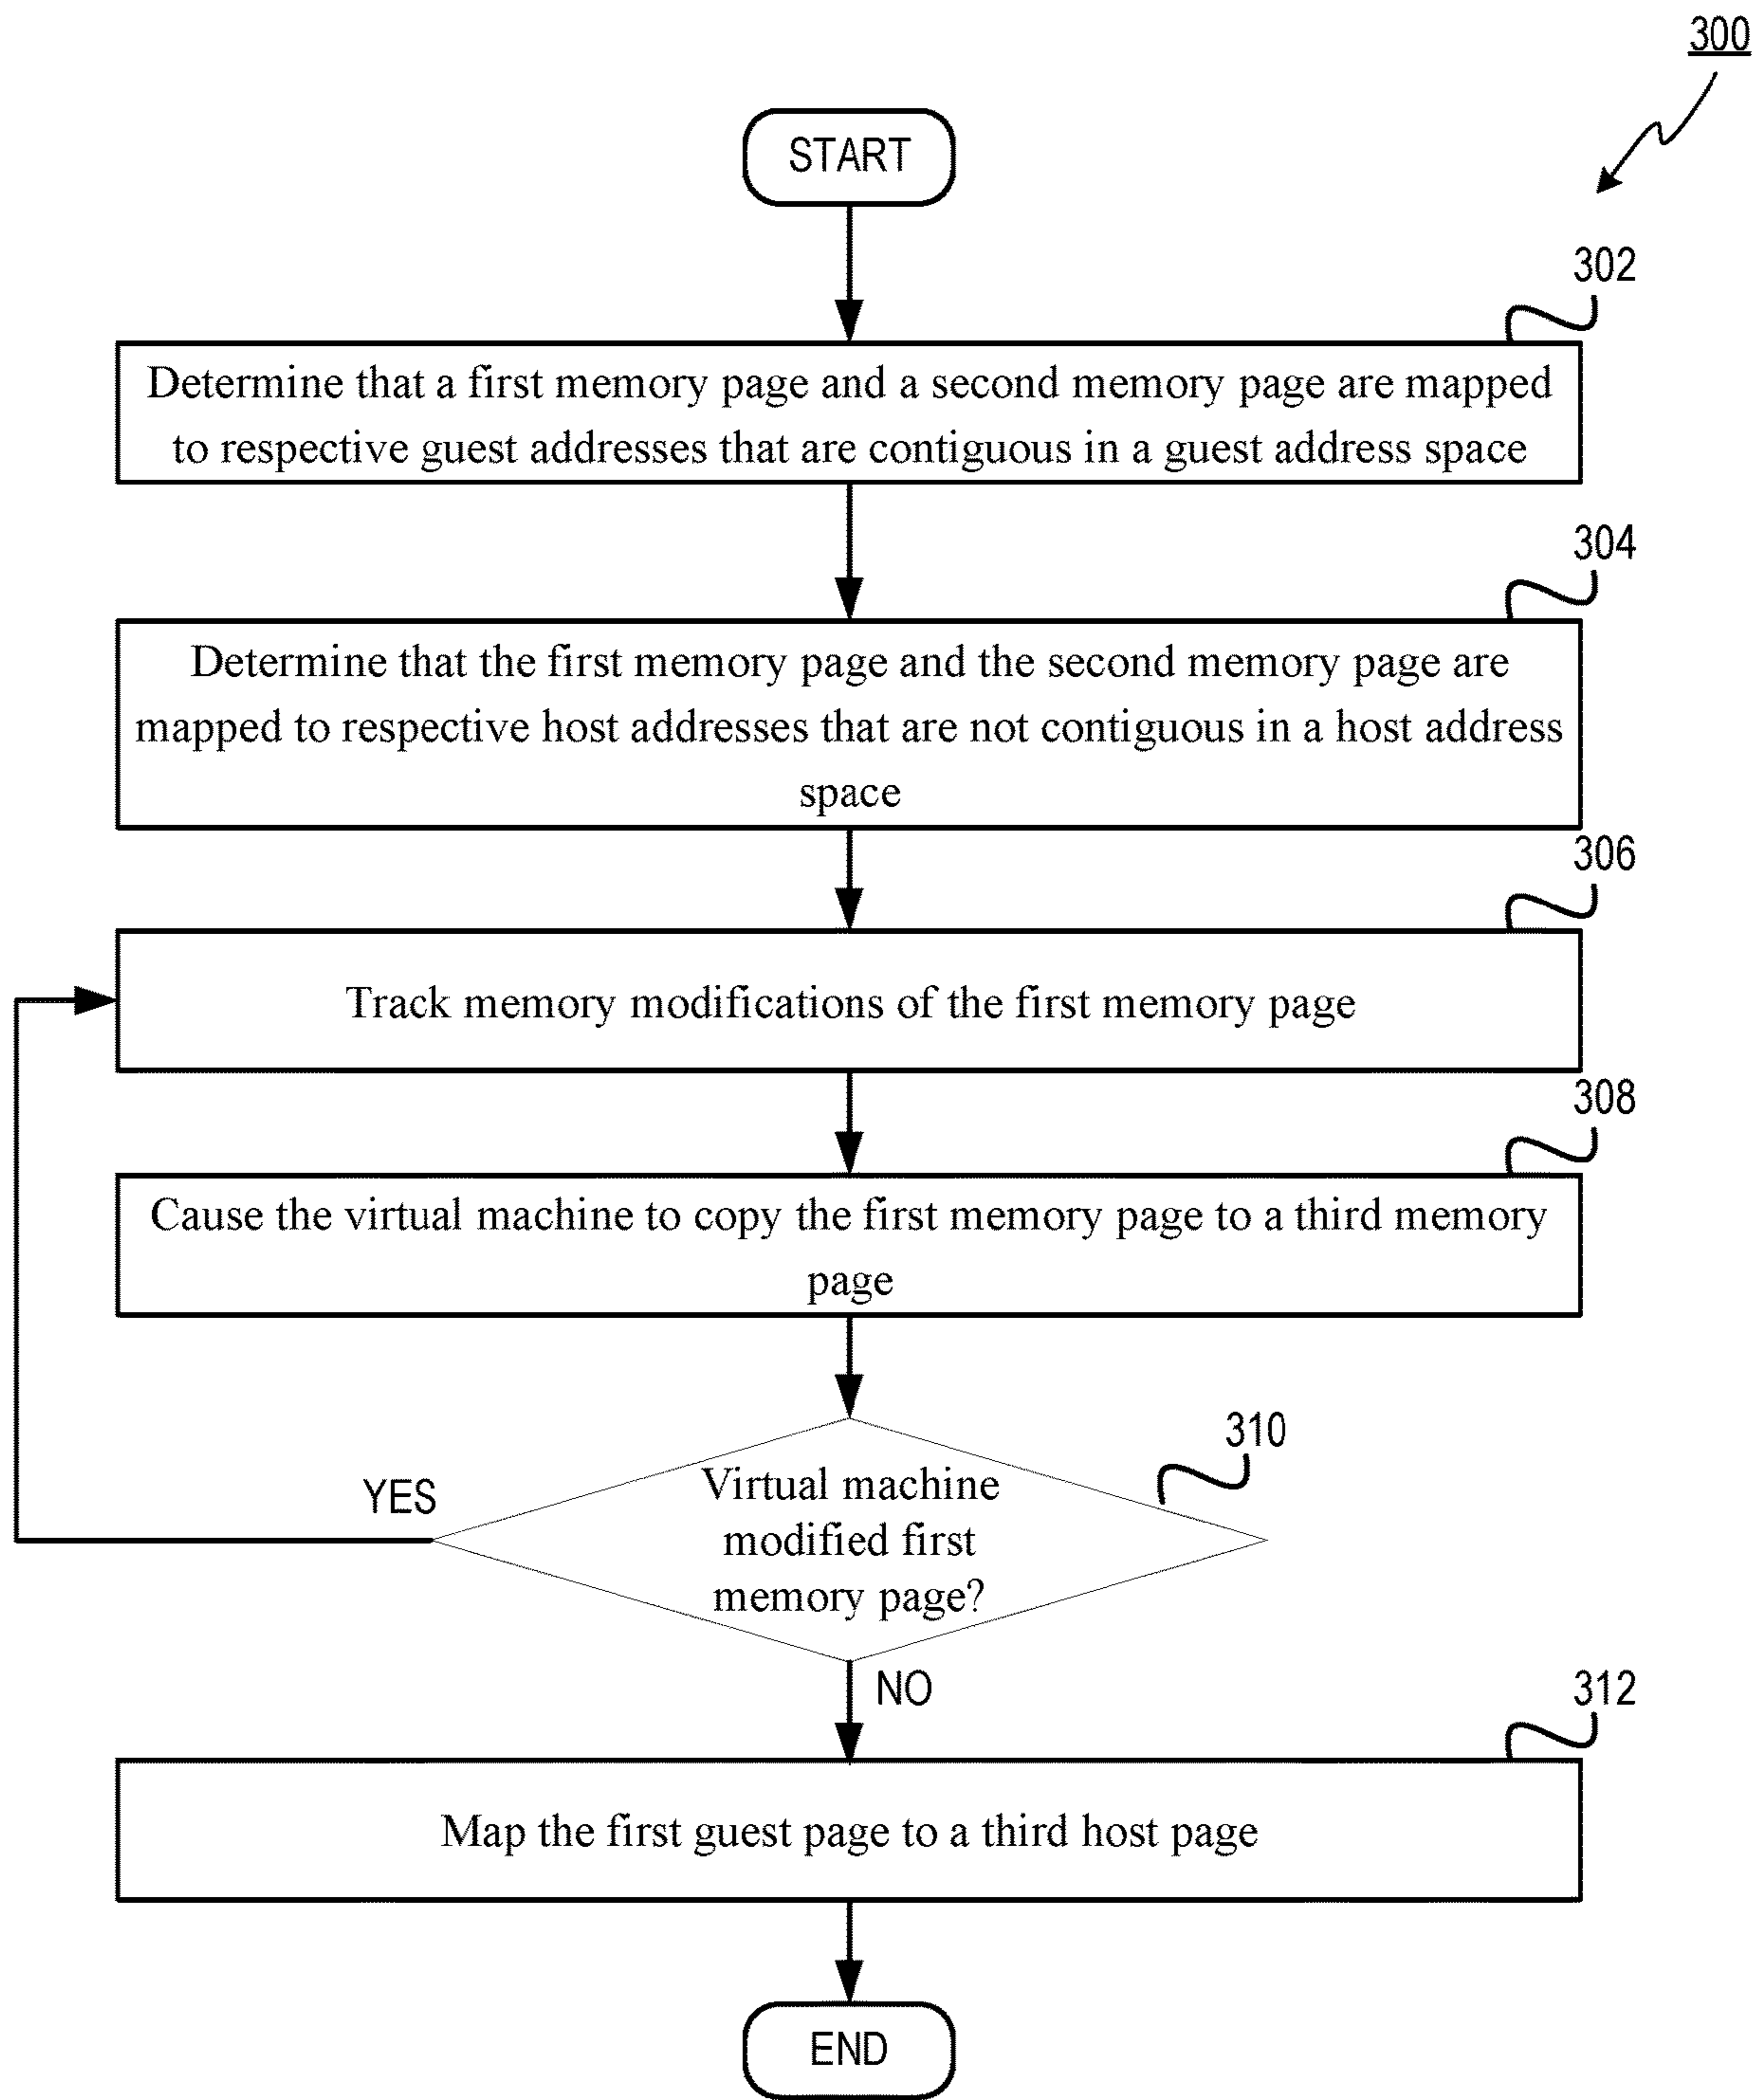 300
START
302
Determine that a first memory page and a second memory page are mapped
to respective guest addresses that are contiguous in a guest address space
304
Determine that the first memory page and the second memory page are
mapped to respective host addresses that are not contiguous in a host address
space
306
Track memory modifications of the first memory page
308
Cause the virtual machine to copy the first memory page to a third memory
page
310
YES
Virtual machine
modified first
memory page?
NO
312
Map the first guest page to a third host page
END